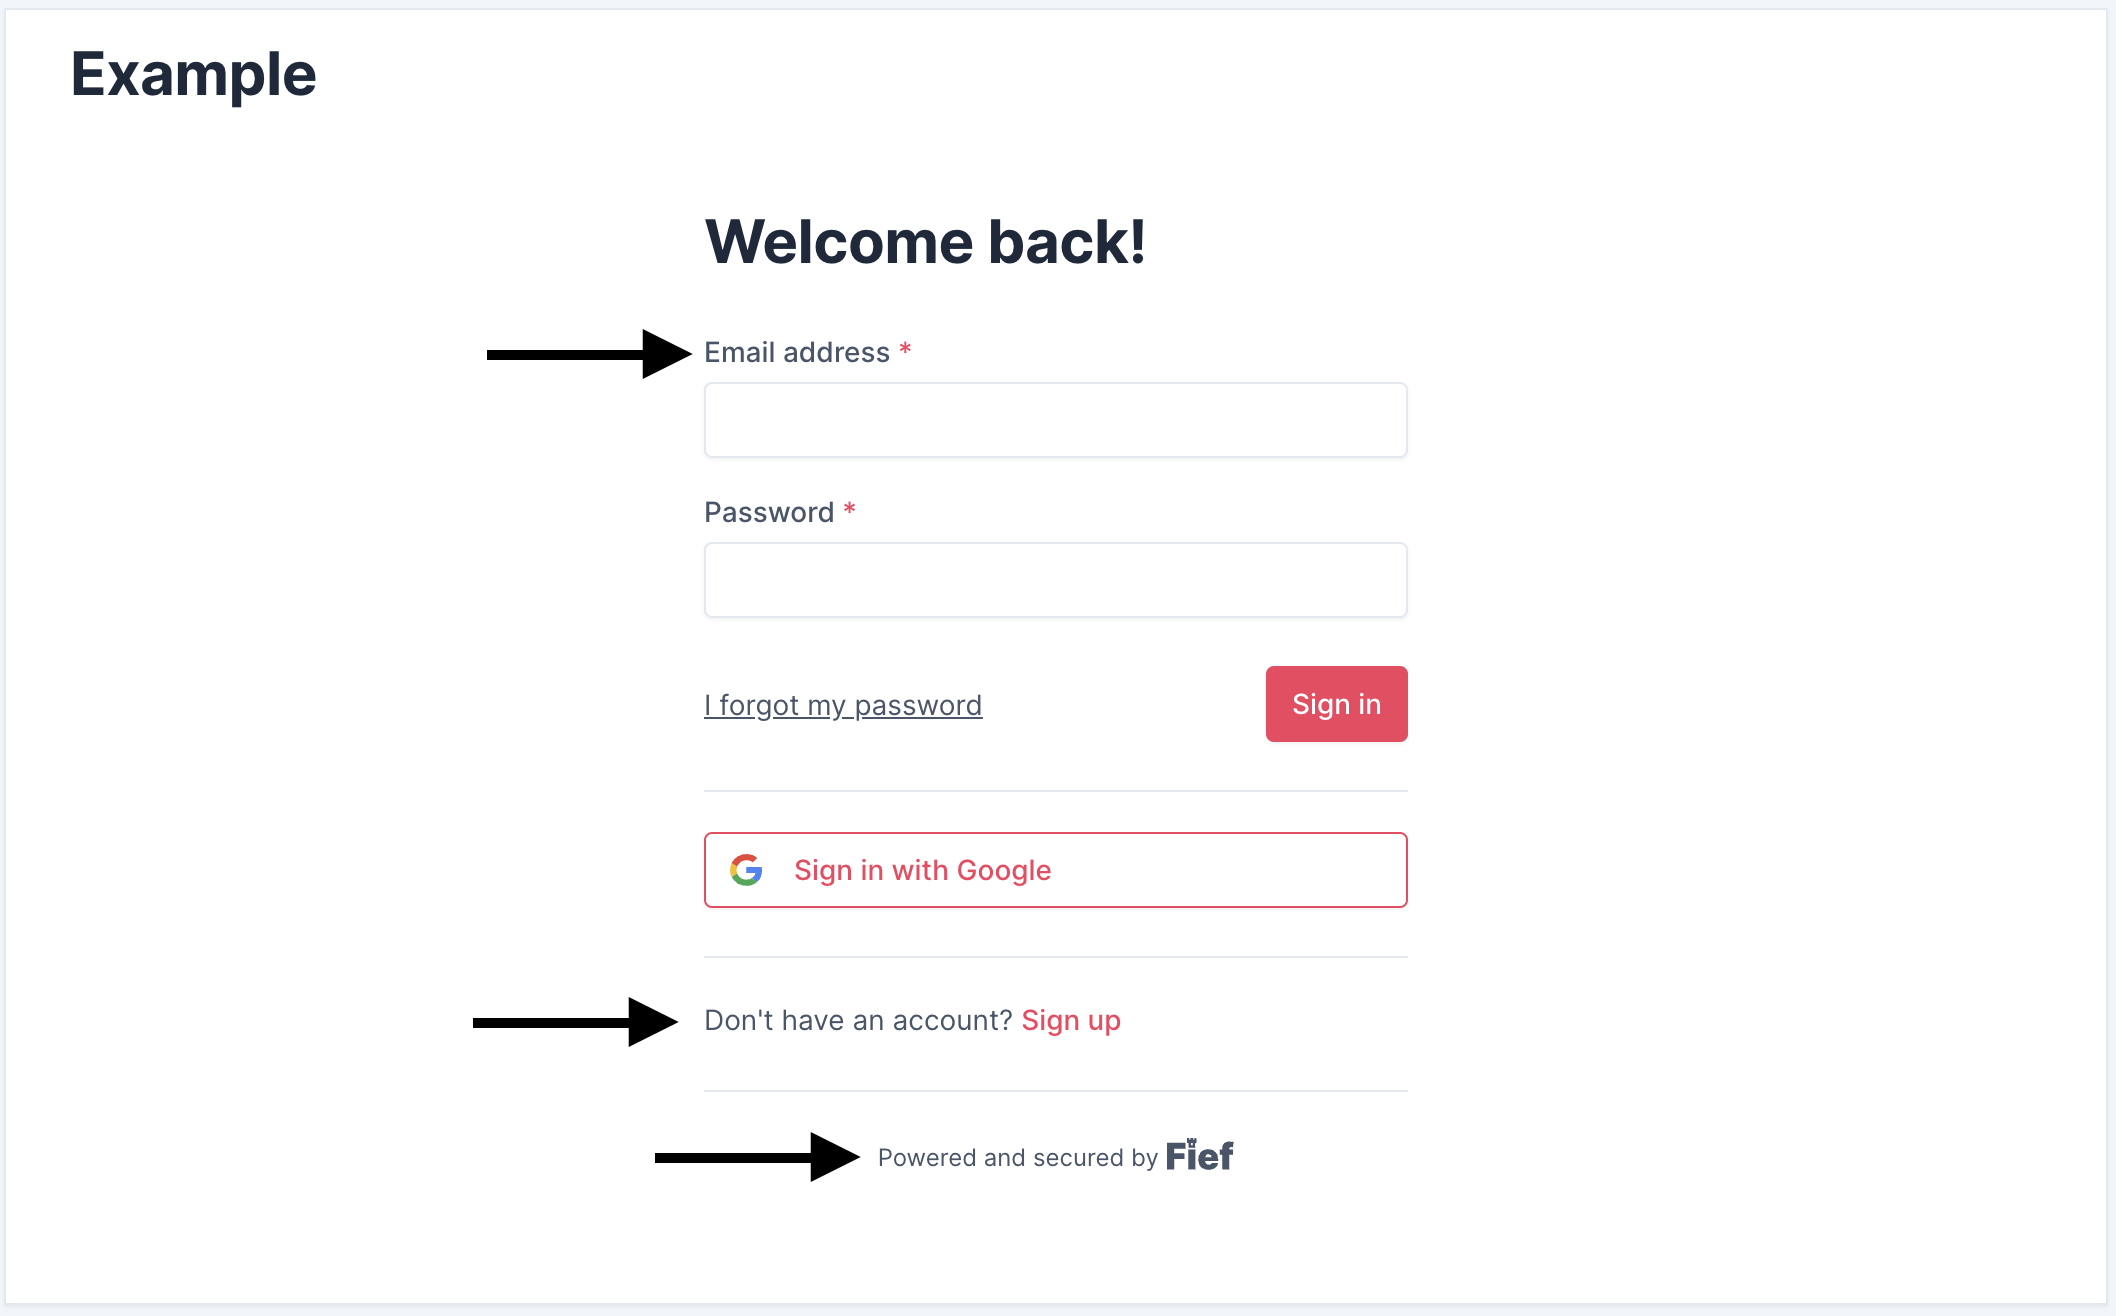 Example
Welcome back!
Email address *
Password *
I forgot my password
Sign in
Sign in with Google
Don't have an account? Sign up
Powered and secured by Fief